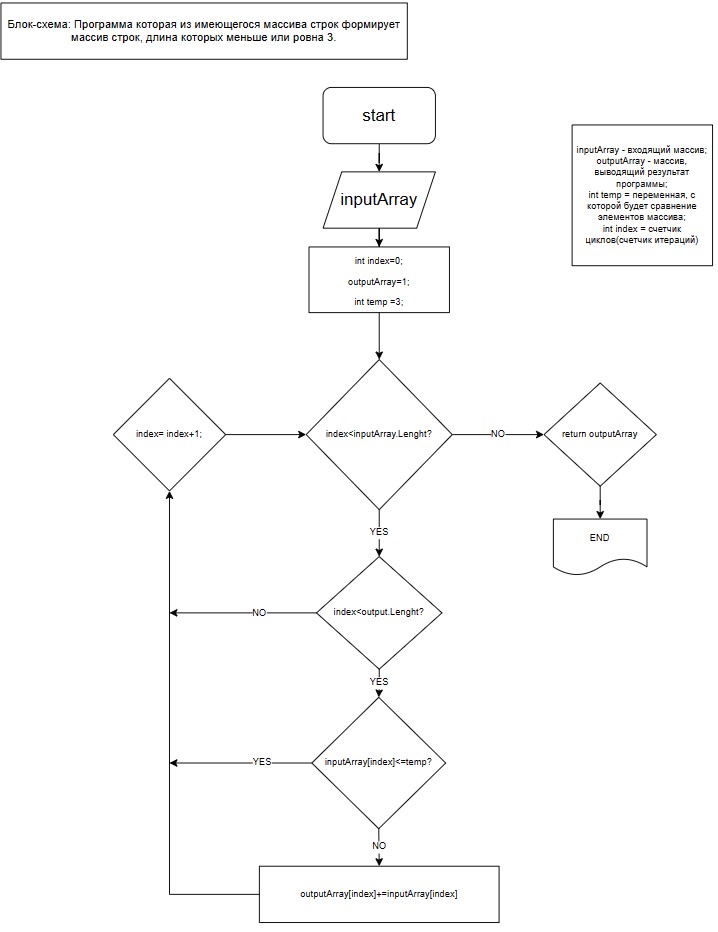 Блок-схема: Программа которая из имеющегося массива строк формирует
массив строк, длина которых меньше или ровна 3.
start
inputArray - входящий массив;
outputArray - массив,
выводящий результат
программы;
int temp = переменная, с
которой будет сравнение
элементов массива;
int index = счетчик
циклов(счетчик итераций)
inputArray
int index=0;
outputArray=1;
int temp =3;
index= index+1;
index<inputArray.Lenght?
NO
return outputArray
YES
END
index<output.Lenght?
NO
YES
inputArray[index]<=temp?
YES
NO
outputArray[index]+=inputArray[index]